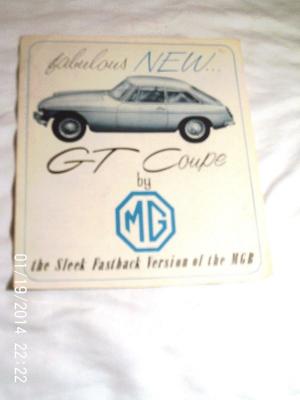 fabulous NEW...
GT Coupe
by
MG
the Sleek Fastback Version of the MGB
01/19/2014 22:22